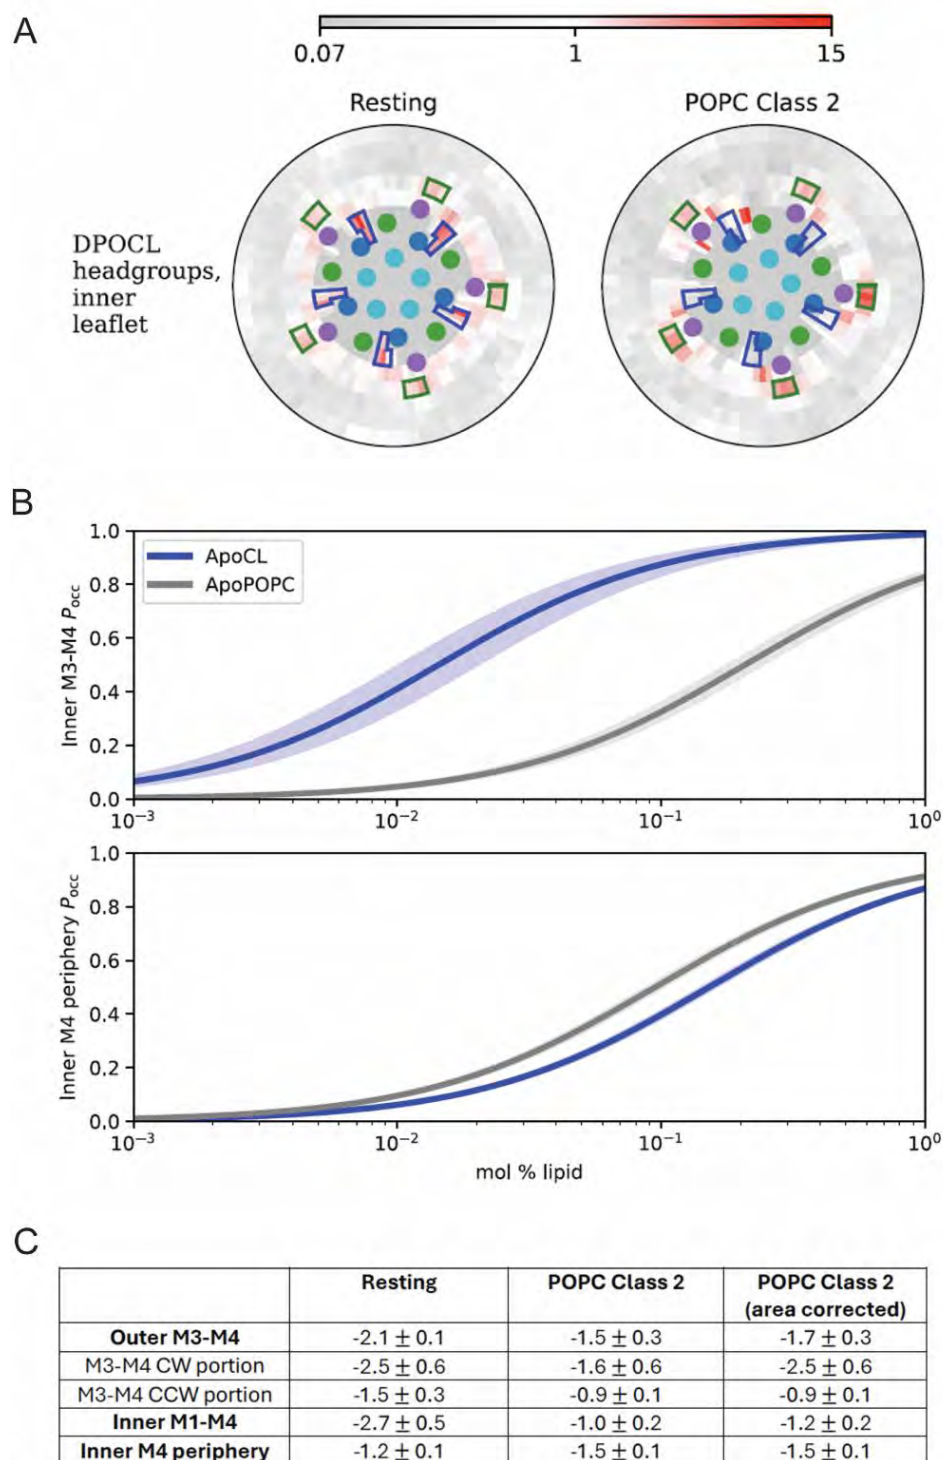 A
0.07 1 15
Resting POPC Class 2
DPOCL
headgroups,
inner
leaflet
B
Inner M3-M4 Pocc
1.0
0.8
0.6
0.4
0.2
0.0
ApoCL
ApoPOPC
10⁻³ 10⁻² 10⁻¹ 10⁰
Inner M4 periphery Pocc
1.0
0.8
0.6
0.4
0.2
0.0
10⁻³ 10⁻² 10⁻¹ 10⁰
mol % lipid
C
Resting POPC Class 2 POPC Class 2
(area corrected)
Outer M3-M4 -2.1 ± 0.1 -1.5 ± 0.3 -1.7 ± 0.3
M3-M4 CW portion -2.5 ± 0.6 -1.6 ± 0.6 -2.5 ± 0.6
M3-M4 CCW portion -1.5 ± 0.3 -0.9 ± 0.1 -0.9 ± 0.1
Inner M1-M4 -2.7 ± 0.5 -1.0 ± 0.2 -1.2 ± 0.2
Inner M4 periphery -1.2 ± 0.1 -1.5 ± 0.1 -1.5 ± 0.1